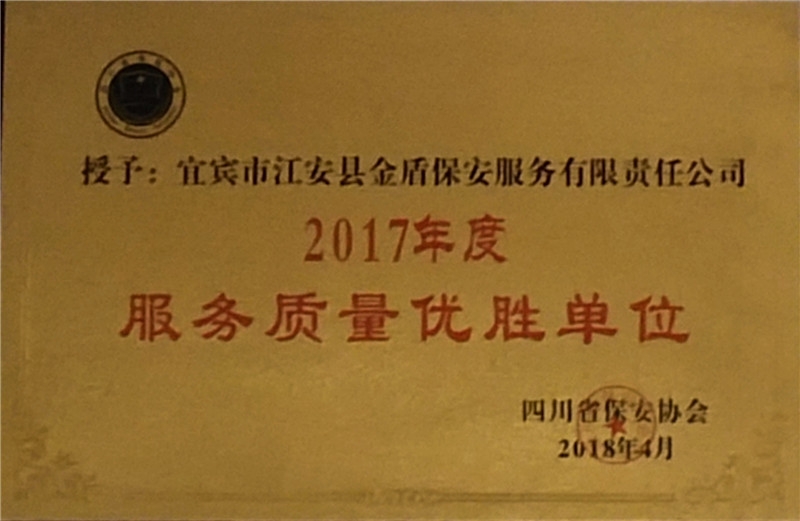 授予：宜宾市江安县金盾保安服务有限责任公司
2017年度
服务质量优胜单位
四川省保安协会
2018年4月